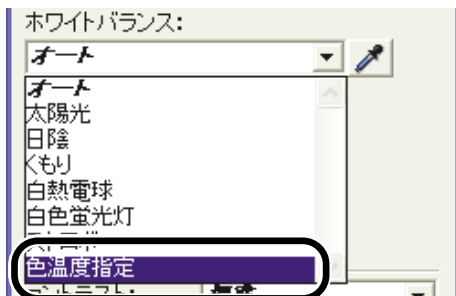 ホワイトバランス:
オート
オート
太陽光
日陰
くもり
白熱電球
白色蛍光灯
色温度指定